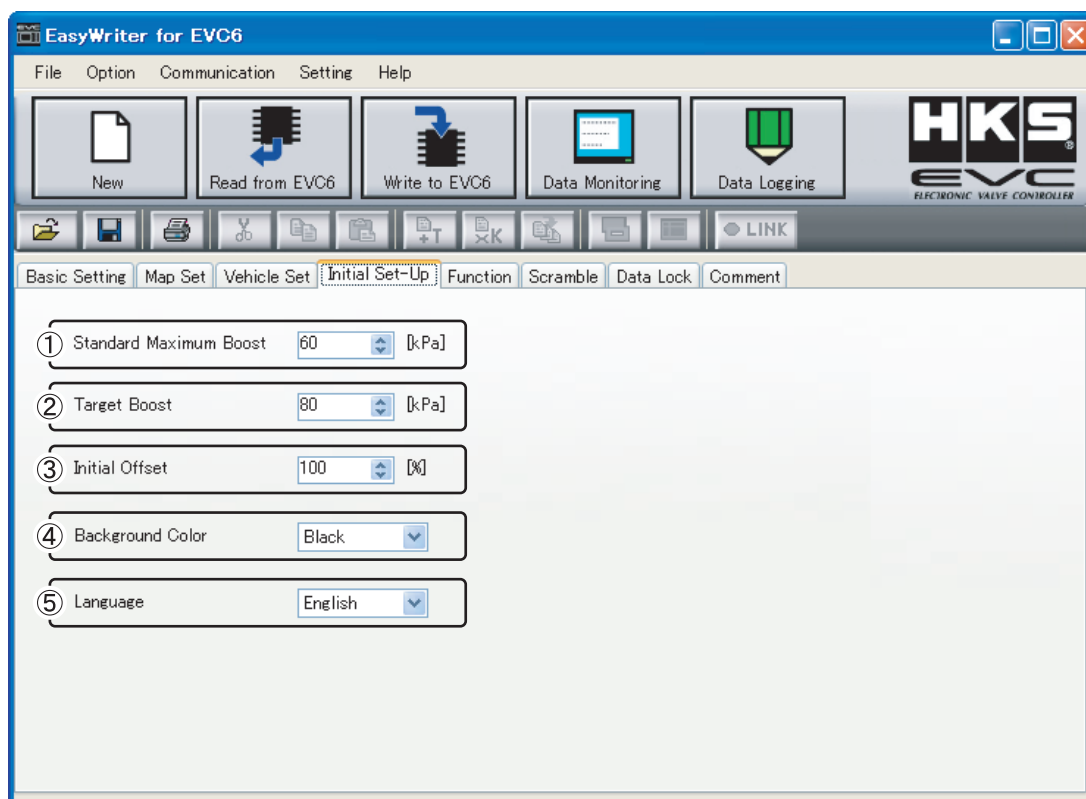 EasyWriter for EVC6
File Option Communication Setting Help
New Read from EVC6 Write to EVC6 Data Monitoring Data Logging
HKS
EVC
ELECTRONIC VALVE CONTROLLER
LINK
Basic Setting Map Set Vehicle Set Initial Set-Up Function Scramble Data Lock Comment
① Standard Maximum Boost 60 [kPa]
② Target Boost 80 [kPa]
③ Initial Offset 100 [%]
④ Background Color Black
⑤ Language English